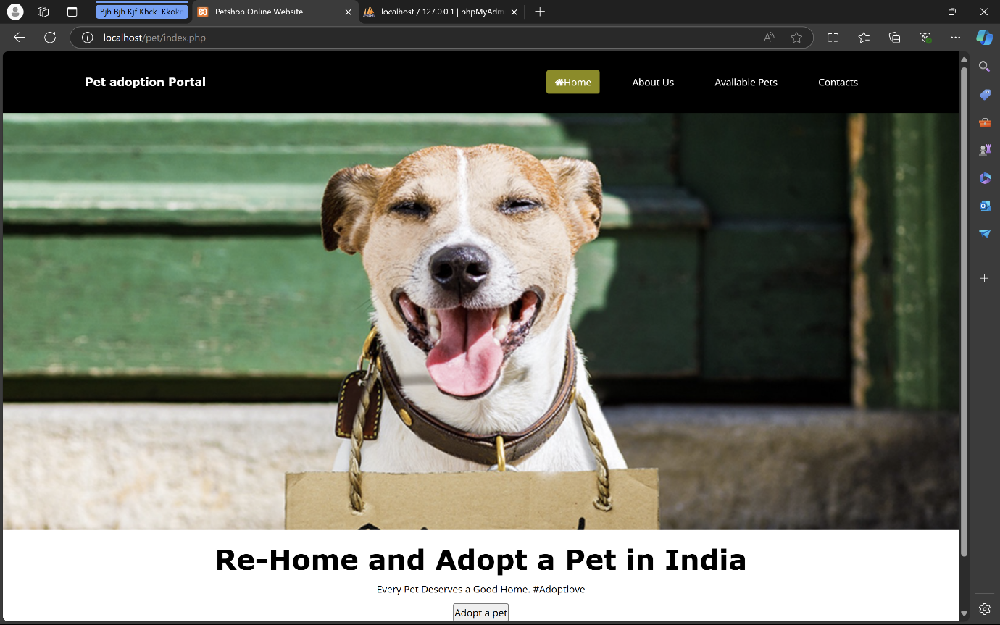 Bjh Bjh Kjf Khck Kkok
Petshop Online Website
localhost / 127.0.0.1 | phpMyAdm
localhost/pet/index.php
Pet adoption Portal
Home
About Us
Available Pets
Contacts
Re-Home and Adopt a Pet in India
Every Pet Deserves a Good Home. #Adoptlove
Adopt a pet